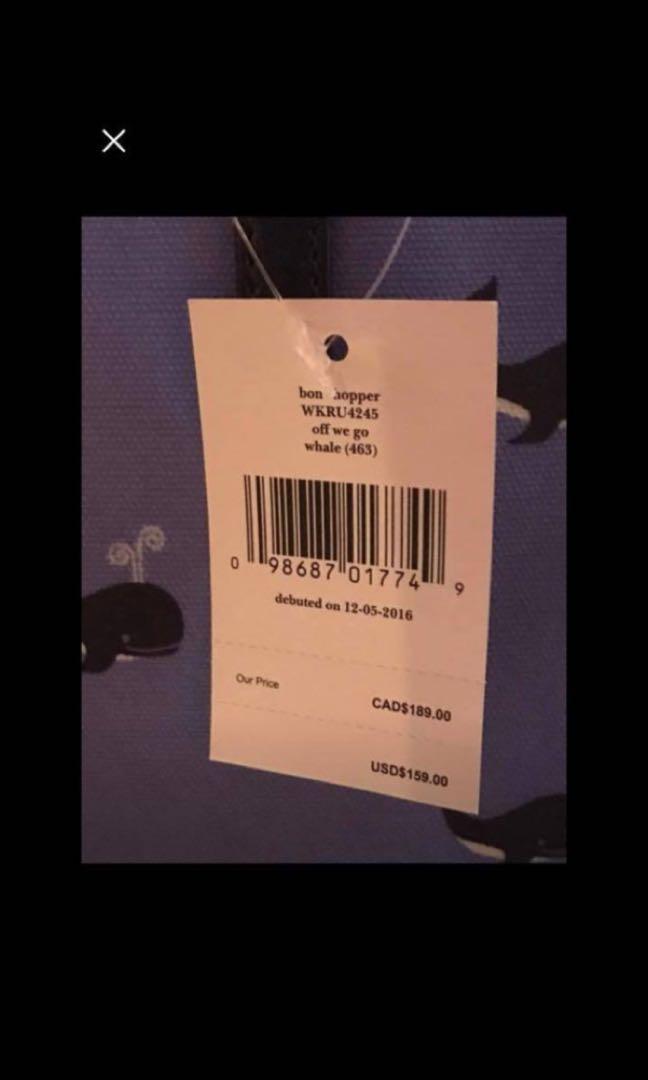 bon hopper
WKRU4245
off we go
whale (463)
0 98687 01774 9
debuted on 12-05-2016
Our Price
CAD$189.00
USD$159.00